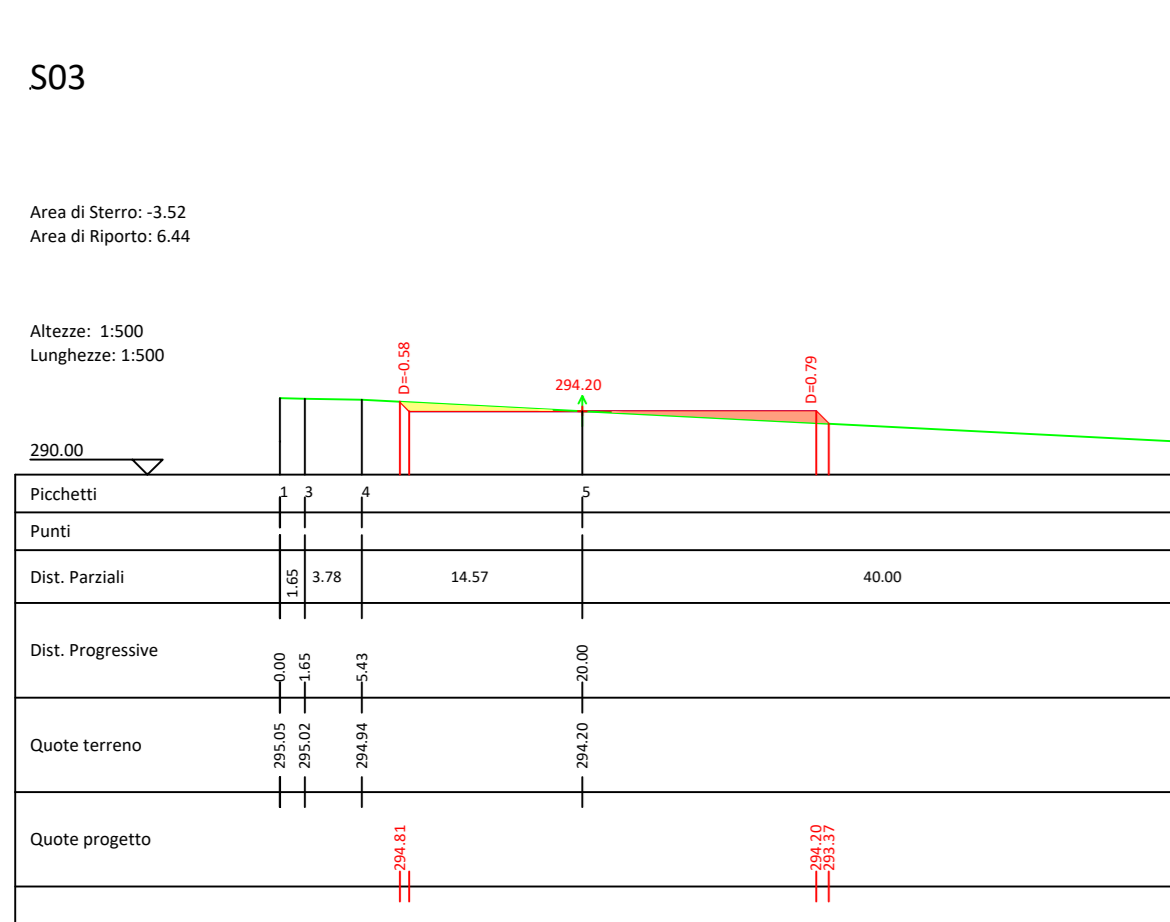 S03
Area di Sterro: -3.52
Area di Riporto: 6.44
Altezze: 1:500
Lunghezze: 1:500
D=-0.58
294.20
D=0.79
290.00
Picchetti 1 3 4 5
Punti
Dist. Parziali 1.65 3.78 14.57 40.00
Dist. Progressive 0.00 1.65 5.43 20.00
Quote terreno 295.05 295.02 294.94 294.20
Quote progetto 294.81 294.20 293.37